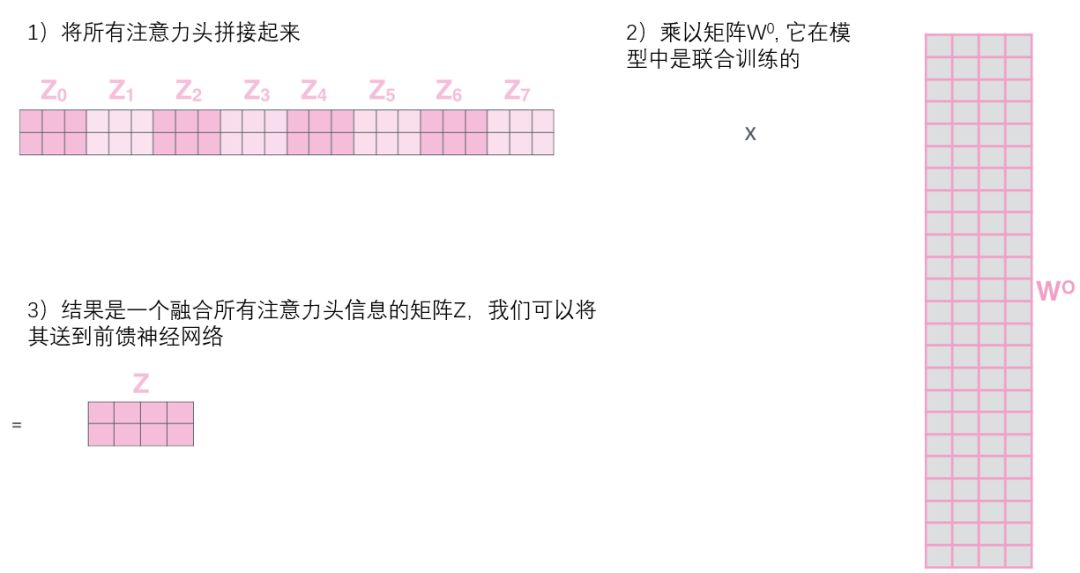 1）将所有注意力头拼接起来
2）乘以矩阵W⁰, 它在模
型中是联合训练的
Z₀ Z₁ Z₂ Z₃ Z₄ Z₅ Z₆ Z₇
x
Wᴼ
3）结果是一个融合所有注意力头信息的矩阵Z，我们可以将
其送到前馈神经网络
Z
=